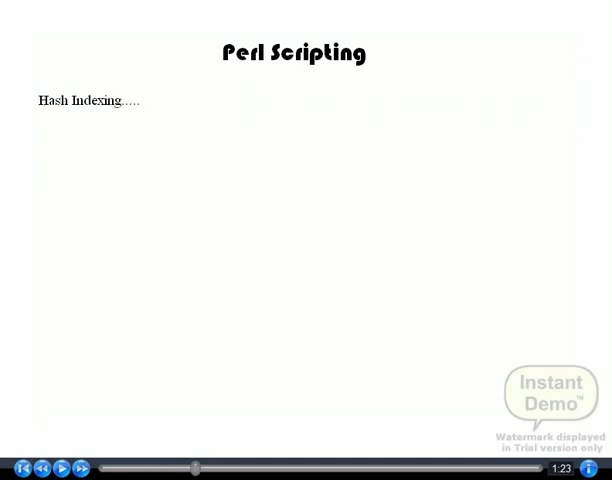 Perl Scripting
Hash Indexing.....
Instant
Demo™
Watermark displayed
in Trial version only
1:23